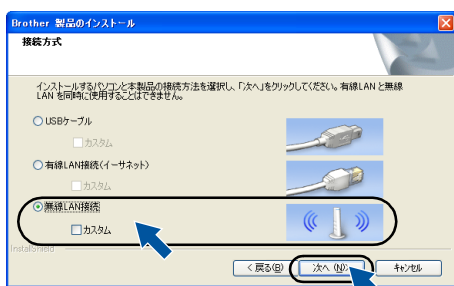 Brother 製品のインストール
接続方式
インストールするパソコンと本製品の接続方法を選択し、「次へ」をクリックしてください。有線LAN と無線
LAN を同時に使用することはできません。
USBケーブル
カスタム
有線LAN接続(イーサネット)
カスタム
無線LAN接続
カスタム
InstallShield
< 戻る(B)
次へ (N)
キャンセル